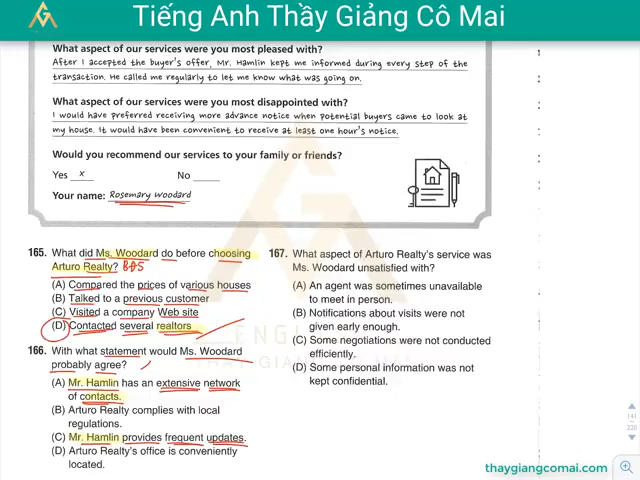 Tiếng Anh Thầy Giảng Cô Mai
What aspect of our services were you most pleased with?
After I accepted the buyer's offer, Mr. Hamlin kept me informed during every step of the
transaction. He called me regularly to let me know what was going on.
What aspect of our services were you most disappointed with?
I would have preferred receiving more advance notice when potential buyers came to look at
my house. It would have been convenient to receive at least one hour's notice.
Would you recommend our services to your family or friends?
Yes x No
Your name: Rosemary Woodard
165. What did Ms. Woodard do before choosing
Arturo Realty?
(A) Compared the prices of various houses
(B) Talked to a previous customer
(C) Visited a company Web site
(D) Contacted several realtors
166. With what statement would Ms. Woodard
probably agree?
(A) Mr. Hamlin has an extensive network
of contacts.
(B) Arturo Realty complies with local
regulations.
(C) Mr. Hamlin provides frequent updates.
(D) Arturo Realty's office is conveniently
located.
167. What aspect of Arturo Realty's service was
Ms. Woodard unsatisfied with?
(A) An agent was sometimes unavailable
to meet in person.
(B) Notifications about visits were not
given early enough.
(C) Some negotiations were not conducted
efficiently.
(D) Some personal information was not
kept confidential.
141
220
thaygiangcomai.com